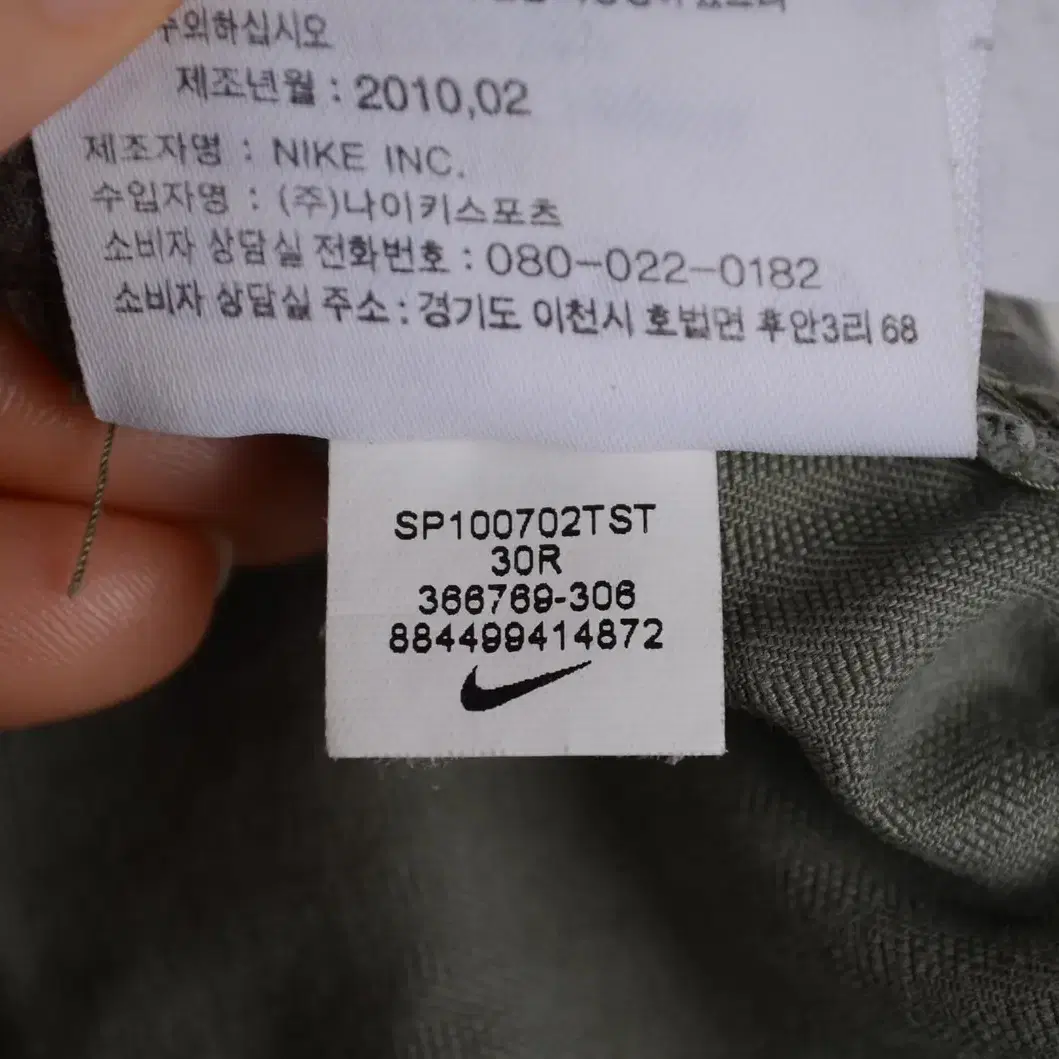 수외하십시오
제조년월 : 2010,02
제조자명 : NIKE INC.
수입자명 : (주)나이키스포츠
소비자 상담실 전화번호 : 080-022-0182
소비자 상담실 주소 : 경기도 이천시 호법면 후안3리 68
SP100702TST
30R
366769-306
884499414872